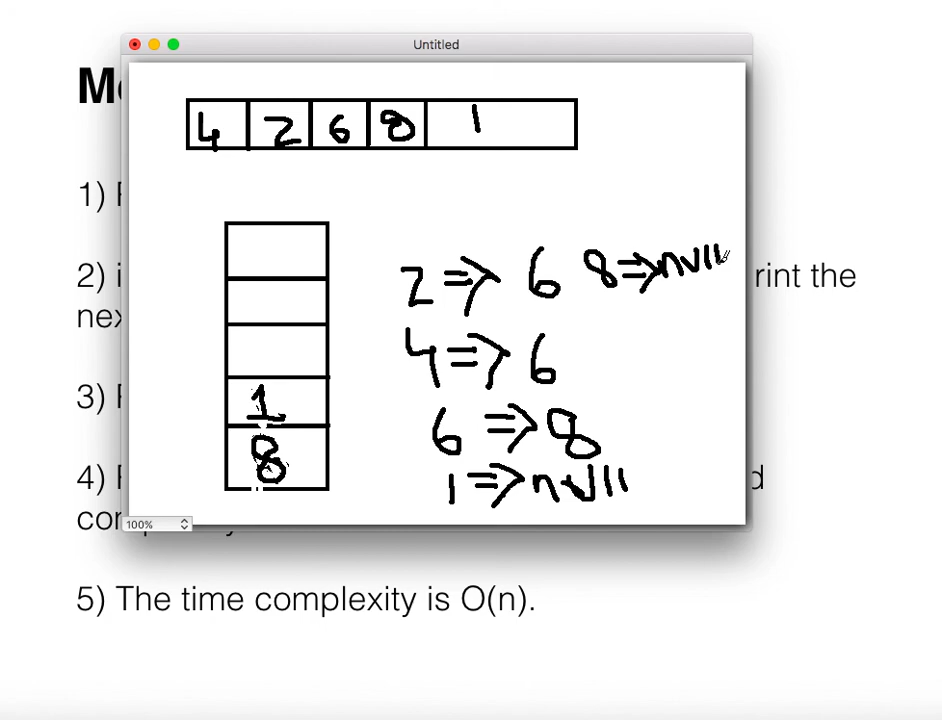 Untitled
M
4 2 6 8 1
1)
2 => 6 8 => null
2) i rint the
nex
4 => 6
3)
1
6 => 8
8
4) d
1 => null
com
100%
5) The time complexity is O(n).